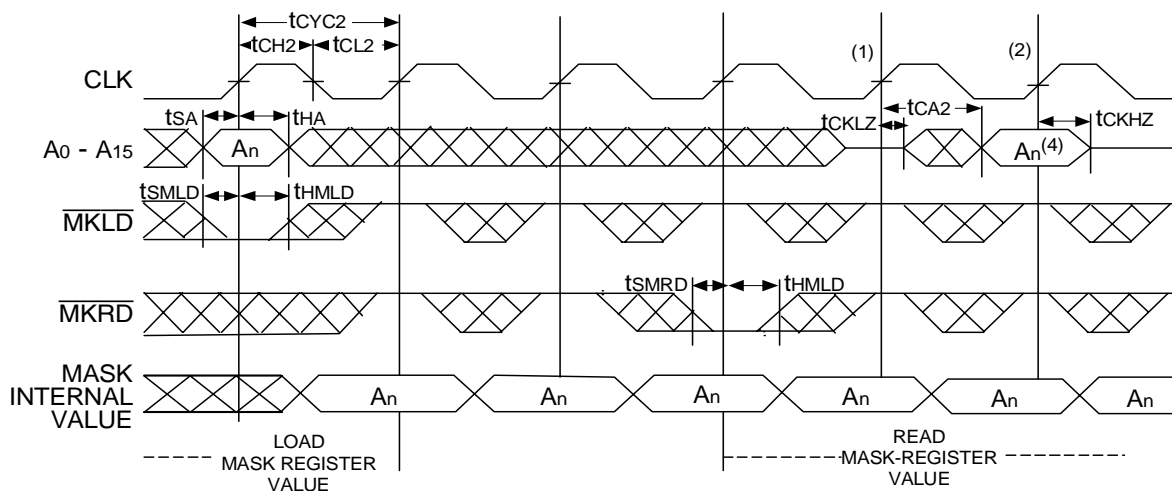 tCYC2
tCH2 tCL2
(1) (2)
CLK
tSA tHA tCKLZ tCA2 tCKHZ
A0 - A15 An An(4)
tSMLD tHMLD
MKLD
tSMRD tHMLD
MKRD
MASK
INTERNAL
VALUE
An An An An An An
LOAD
MASK REGISTER
VALUE
READ
MASK-REGISTER
VALUE